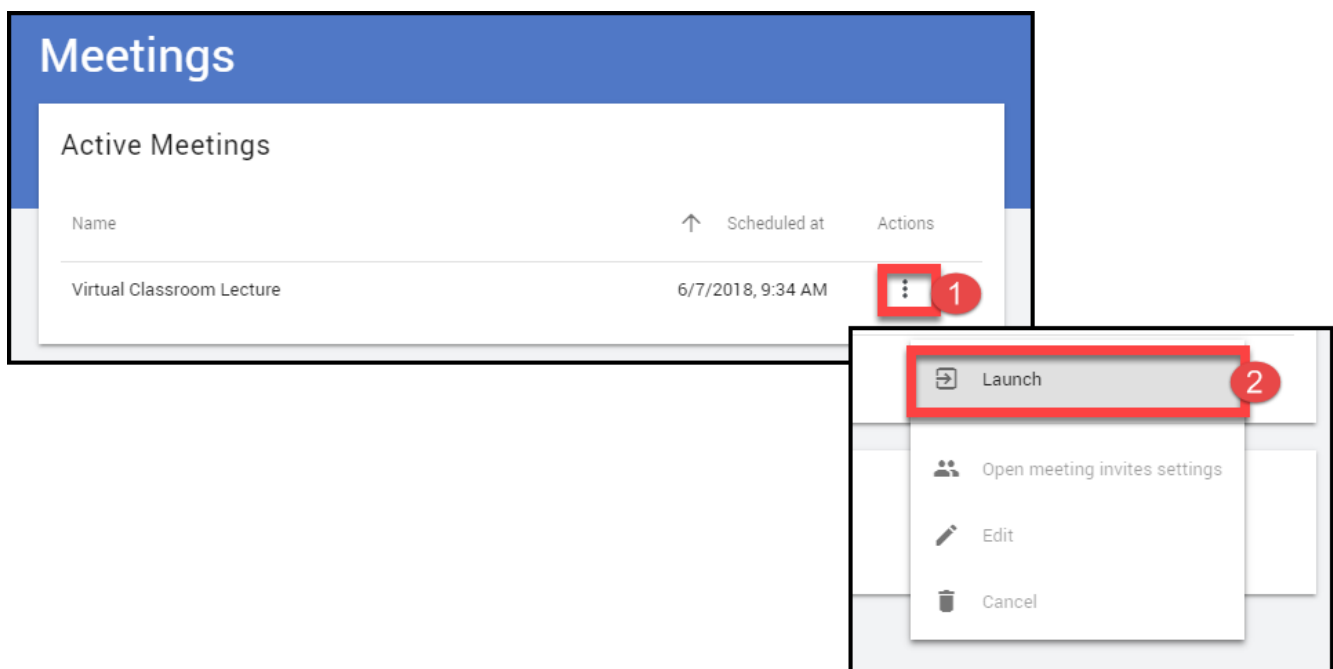 Meetings
Active Meetings
Name Scheduled at Actions
Virtual Classroom Lecture 6/7/2018, 9:34 AM 1
Launch 2
Open meeting invites settings
Edit
Cancel